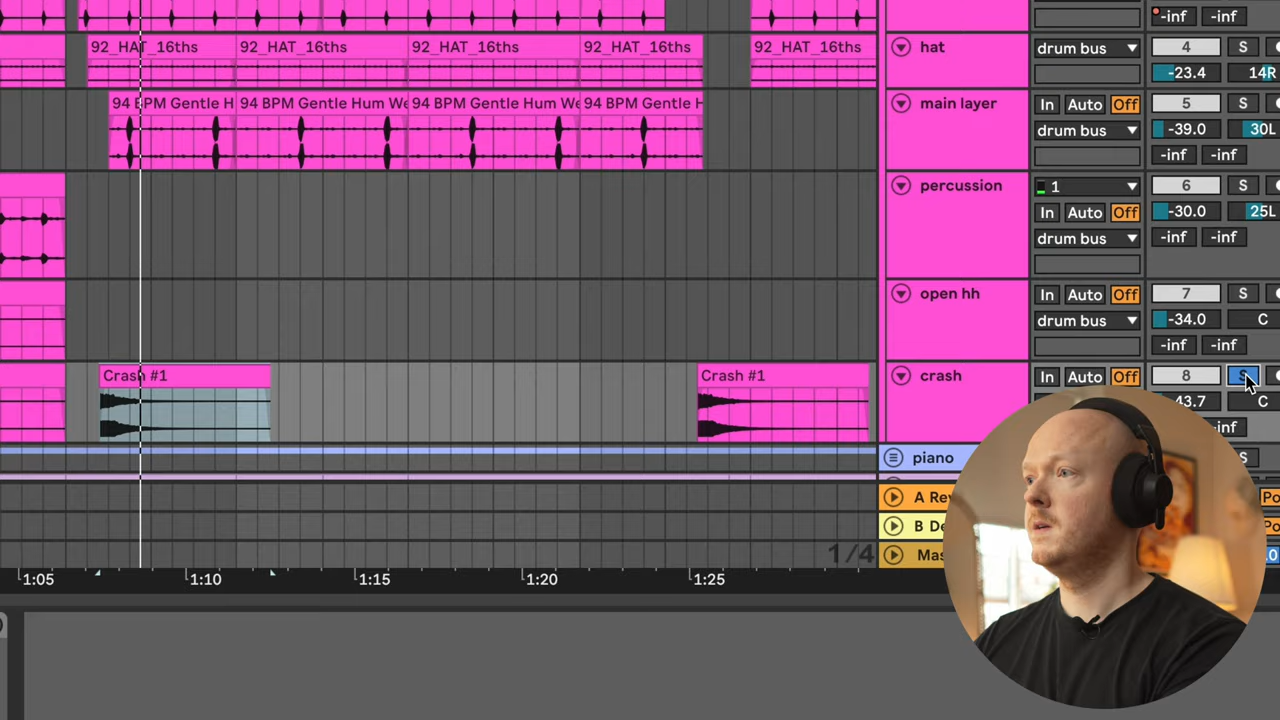 -inf -inf
92_HAT_16ths 92_HAT_16ths 92_HAT_16ths 92_HAT_16ths 92_HAT_16ths hat drum bus 4 S
-23.4 14R
94 BPM Gentle H 94 BPM Gentle Hum We 94 BPM Gentle Hum We 94 BPM Gentle H main layer In Auto Off 5 S
drum bus -39.0 30L
-inf -inf
percussion 1 6 S
In Auto Off -30.0 25L
drum bus -inf -inf
open hh In Auto Off 7 S
drum bus -34.0 C
-inf -inf
Crash #1 Crash #1 crash In Auto Off 8 S
43.7 C
inf
piano S
A Re Po
B De Po
1/4 Mas .0
1:05 1:10 1:15 1:20 1:25